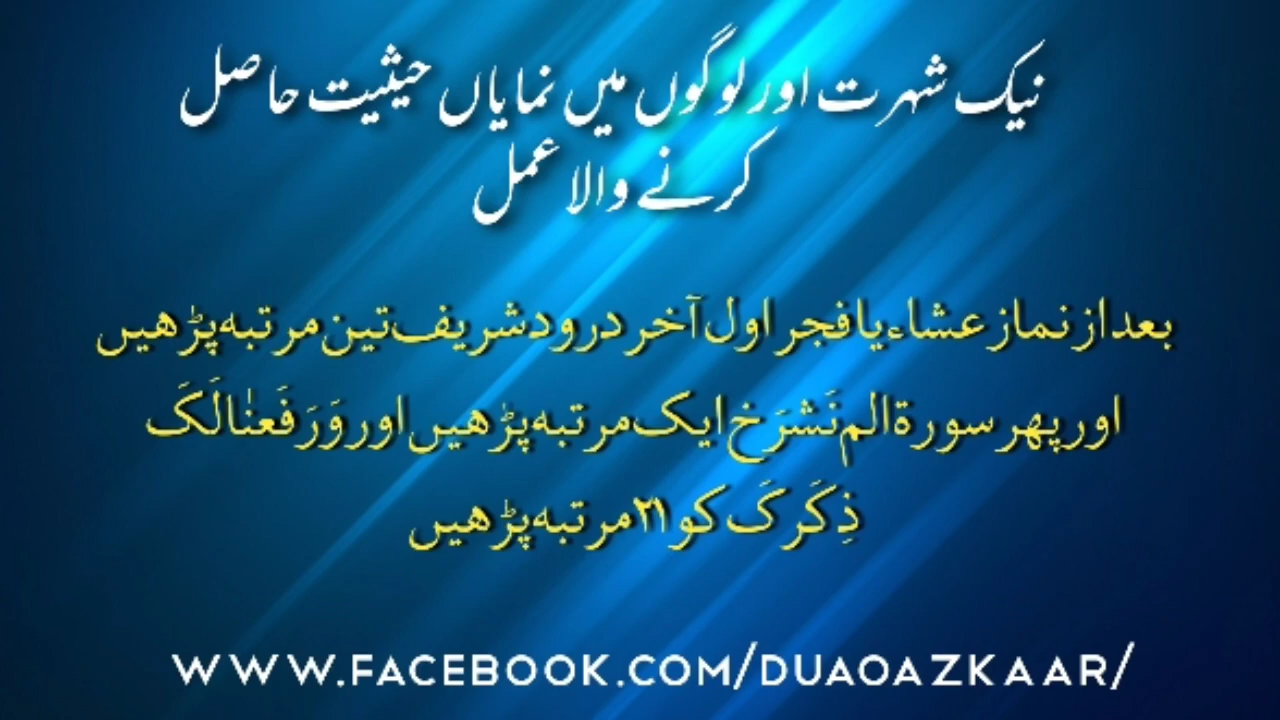 نیک شہرت اور لوگوں میں نمایاں حیثیت حاصل
کرنے والا عمل
بعد از نماز عشاء یا فجر اول آخر درود شریف تین مرتبہ پڑھیں
اور پھر سورۃ الم نَشرَخ ایک مرتبہ پڑھیں اور وَرَفَعنٰا لَکَ
ذِکَرکَ کو ۲۱ مرتبہ پڑھیں
WWW.FACEBOOK.COM/DUAOAZKAAR/